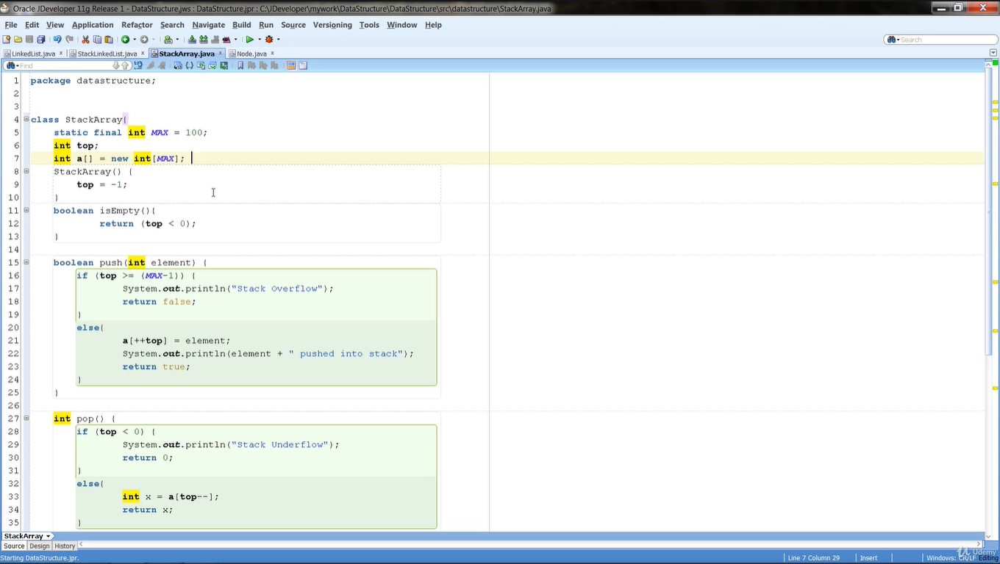 Oracle JDeveloper 11g Release 1 - DataStructure.jws : DataStructure.jpr : C:\JDeveloper\mywork\DataStructure\DataStructure\src\datastructure\StackArray.java
File Edit View Application Refactor Search Navigate Build Run Source Versioning Tools Window Help
Search
LinkedList.java StackLinkedList.java StackArray.java Node.java
Find
1 package datastructure;
2
3
4 class StackArray{
5 static final int MAX = 100;
6 int top;
7 int a[] = new int[MAX];
8 StackArray() {
9 top = -1;
10 }
11 boolean isEmpty(){
12 return (top < 0);
13 }
14
15 boolean push(int element) {
16 if (top >= (MAX-1)) {
17 System.out.println("Stack Overflow");
18 return false;
19 }
20 else{
21 a[++top] = element;
22 System.out.println(element + " pushed into stack");
23 return true;
24 }
25 }
26
27 int pop() {
28 if (top < 0) {
29 System.out.println("Stack Underflow");
30 return 0;
31 }
32 else{
33 int x = a[top--];
34 return x;
35 }
StackArray
Source Design History
Udemy
Starting DataStructure.jpr. Line 7 Column 29 Insert Windows: CR/LF Editing